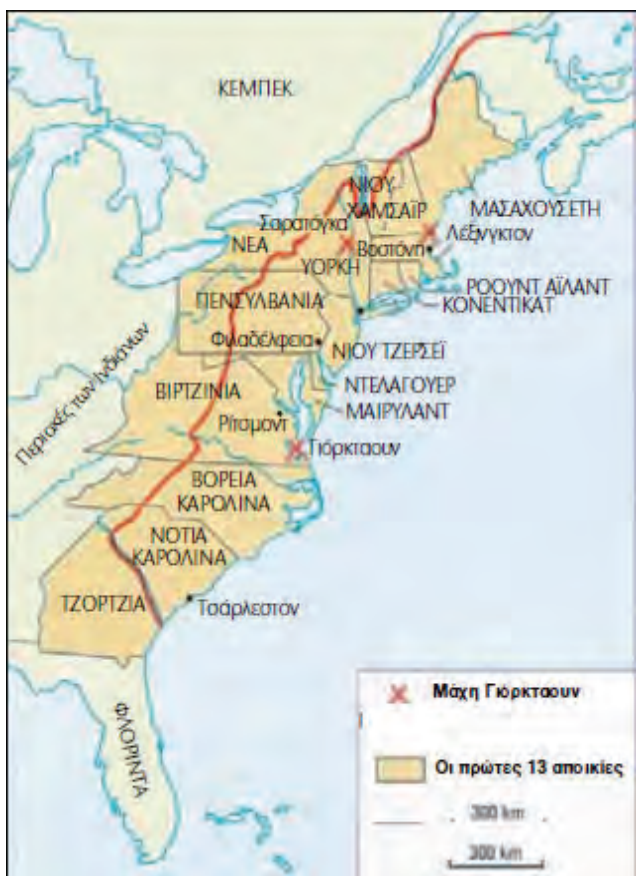 ΚΕΜΠΕΚ
ΝΙΟΥ
ΧΑΜΣΑΪΡ
ΜΑΣΑΧΟΥΣΕΤΗ
Σαρατόγκα
Λέξινγκτον
ΝΕΑ
Βοστόνη
ΥΟΡΚΗ
ΡΟΟΥΝΤ ΑΪΛΑΝΤ
ΠΕΝΣΥΛΒΑΝΙΑ
ΚΟΝΕΝΤΙΚΑΤ
Φιλαδέλφεια
ΝΙΟΥ ΤΖΕΡΣΕΪ
Περιοχές των Ινδιάνων
ΝΤΕΛΑΓΟΥΕΡ
ΒΙΡΤΖΙΝΙΑ
ΜΑΙΡΥΛΑΝΤ
Ρίτσμοντ
Γιόρκταουν
ΒΟΡΕΙΑ
ΚΑΡΟΛΙΝΑ
ΝΟΤΙΑ
ΚΑΡΟΛΙΝΑ
ΤΖΟΡΤΖΙΑ
Τσάρλεστον
ΦΛΟΡΙΝΤΑ
Μάχη Γιόρκταουν
Οι πρώτες 13 αποικίες
300 km
300 km